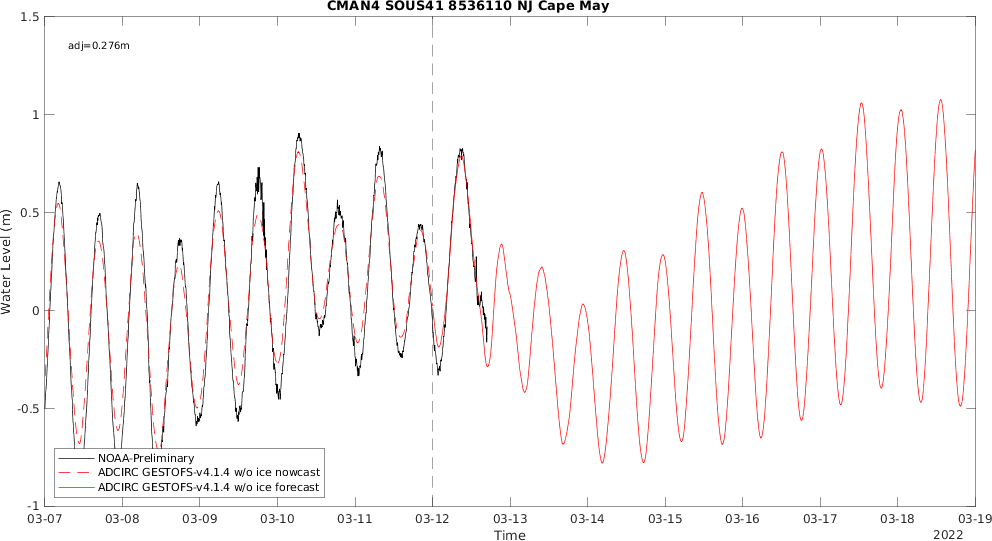 CMAN4 SOUS41 8536110 NJ Cape May
adj=0.276m
Water Level (m)
1.5
1
0.5
0
-0.5
-1
NOAA-Preliminary
ADCIRC GESTOFS-v4.1.4 w/o ice nowcast
ADCIRC GESTOFS-v4.1.4 w/o ice forecast
03-07 03-08 03-09 03-10 03-11 03-12 03-13 03-14 03-15 03-16 03-17 03-18 03-19
Time
2022